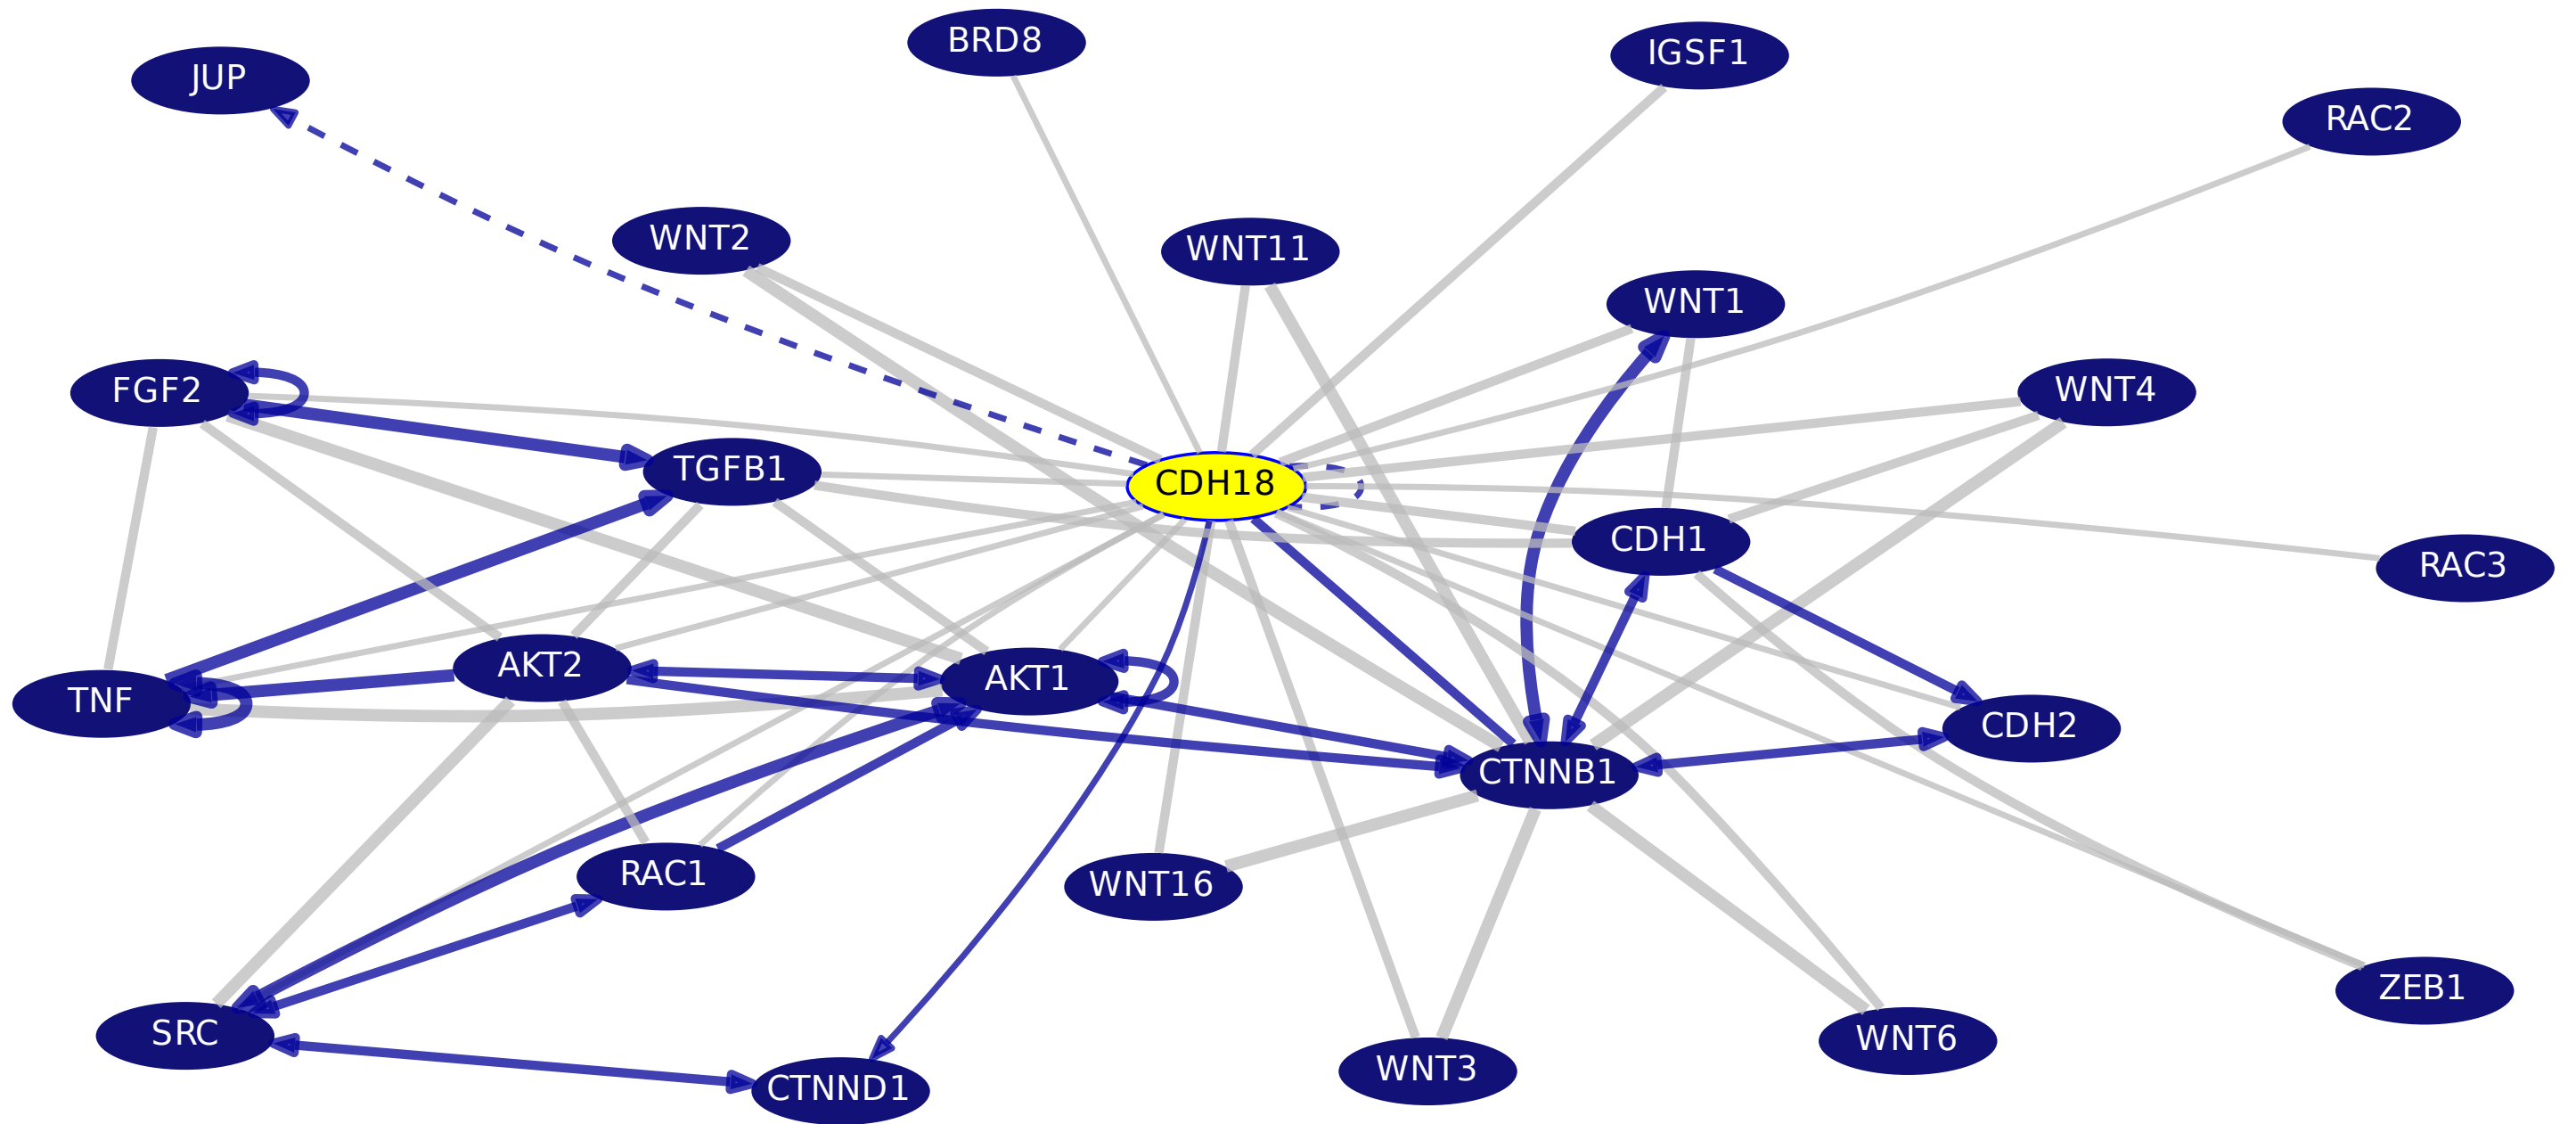 BRD8
IGSF1
JUP
RAC2
WNT2
WNT11
WNT1
FGF2
WNT4
TGFB1
CDH18
CDH1
RAC3
AKT2
AKT1
TNF
CDH2
CTNNB1
RAC1
WNT16
ZEB1
SRC
WNT6
WNT3
CTNND1